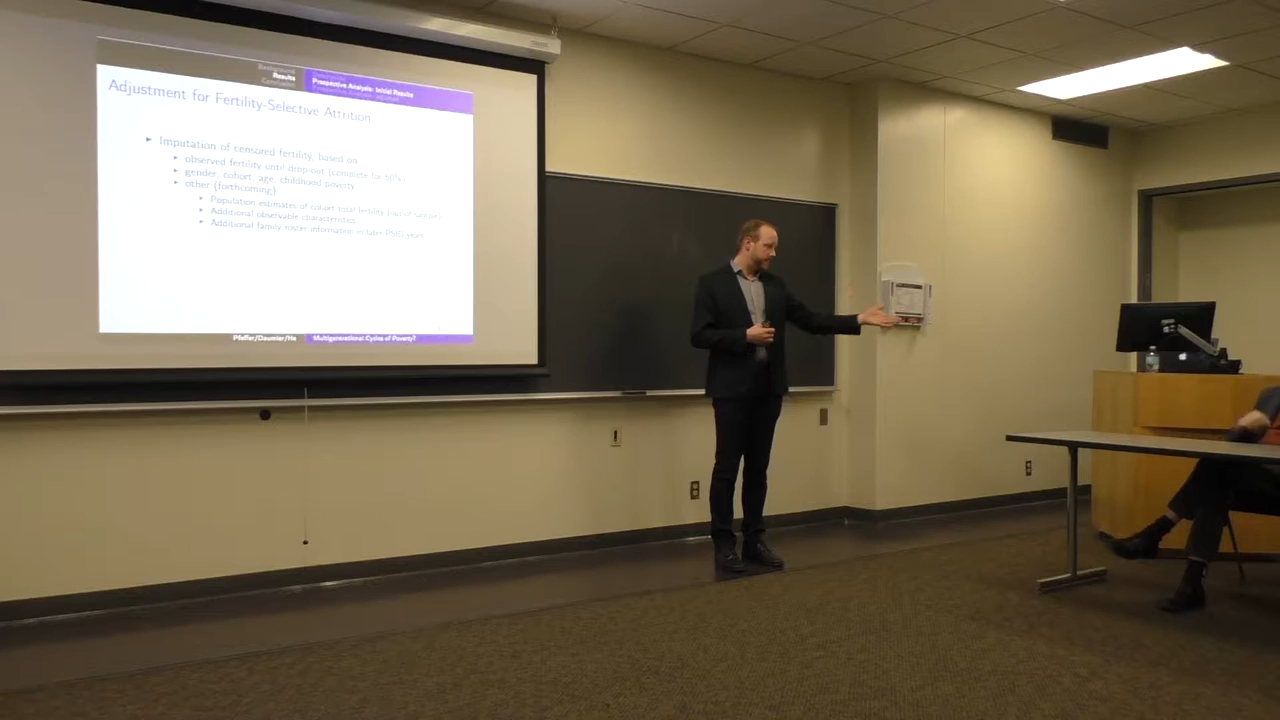 Background
Results
Conclusion
Prospective Analysis: Initial Results
Adjustment for Fertility-Selective Attrition
Imputation of censored fertility, based on
observed fertility until drop-out (complete for 50%)
gender, cohort, age, childhood poverty
other (forthcoming)
Population estimates of cohort total fertility (out of sample)
Additional observable characteristics
Additional family roster information in later PSID years
Pfeffer/Daumler/He
Multigenerational Cycles of Poverty?